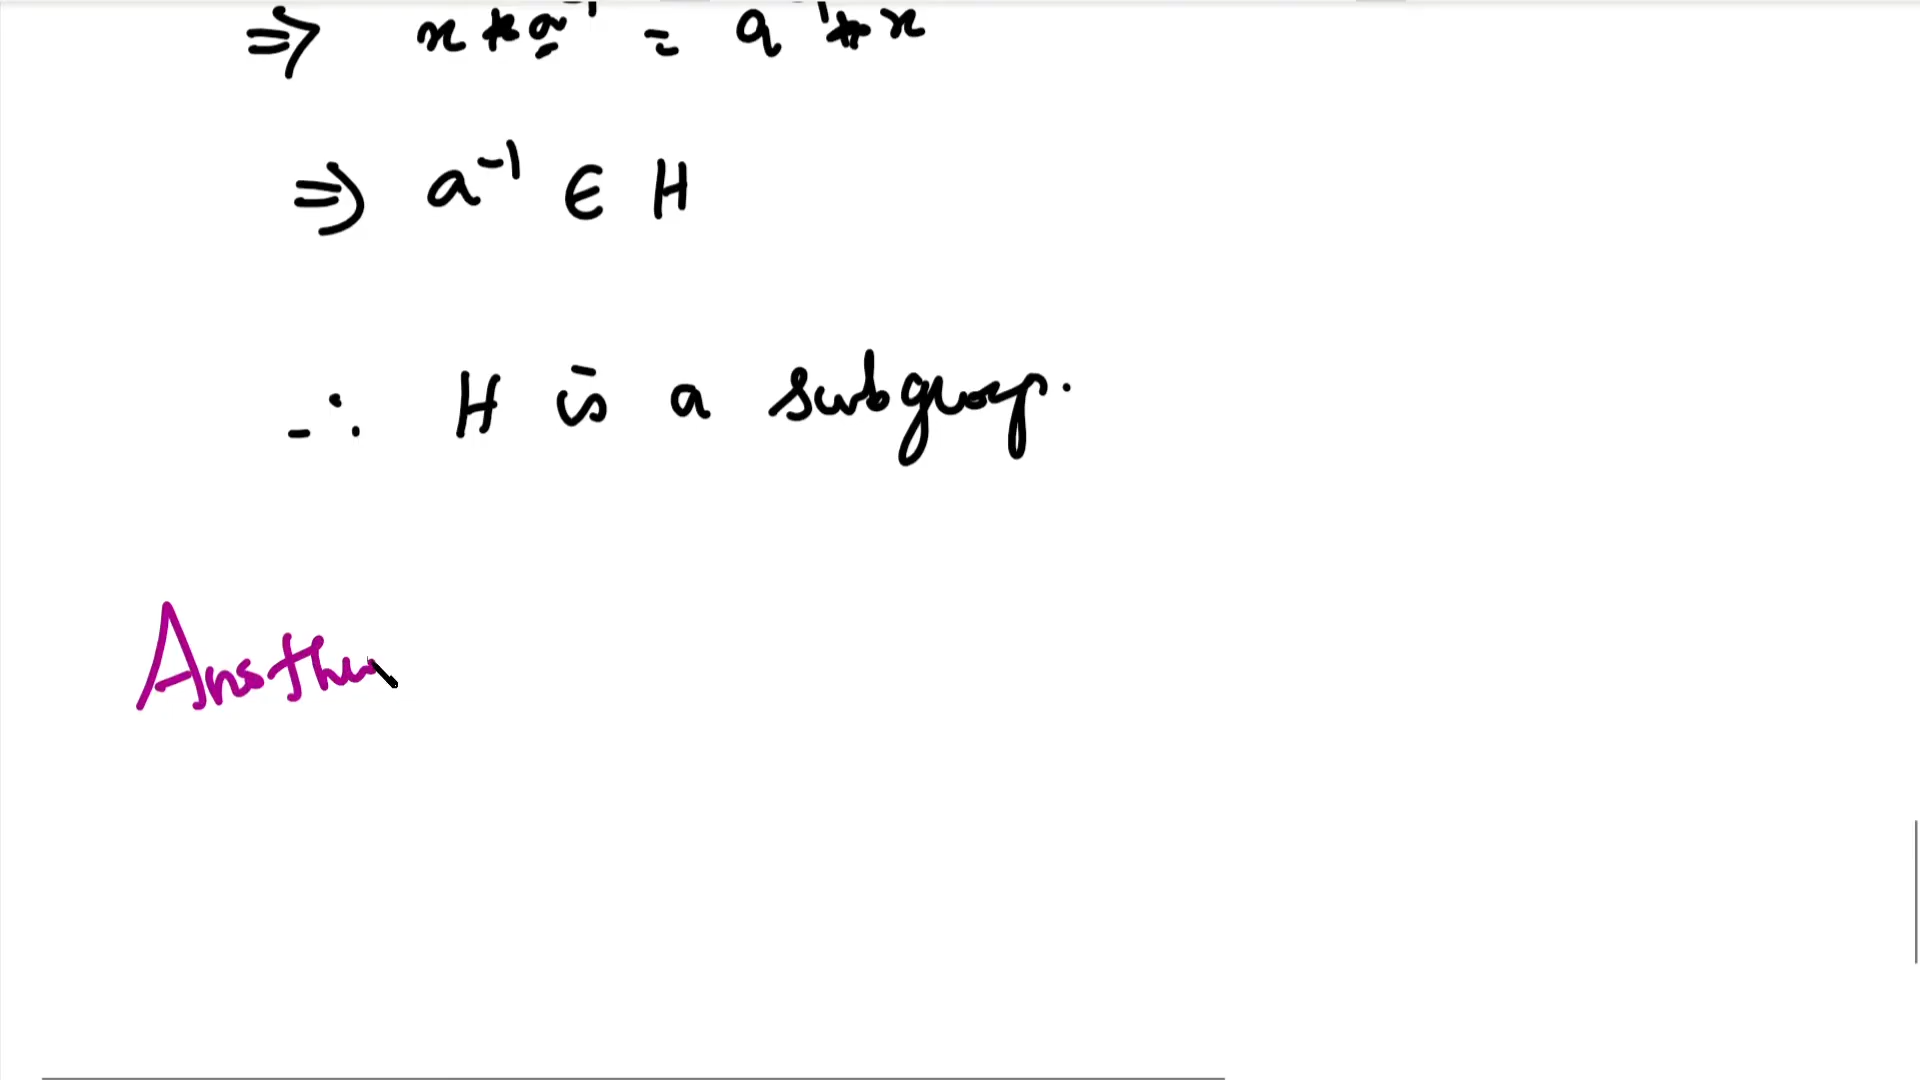 ⇒ x * a⁻¹ = a⁻¹ * x
⇒ a⁻¹ ∈ H
∴ H is a subgroup.
Anothe